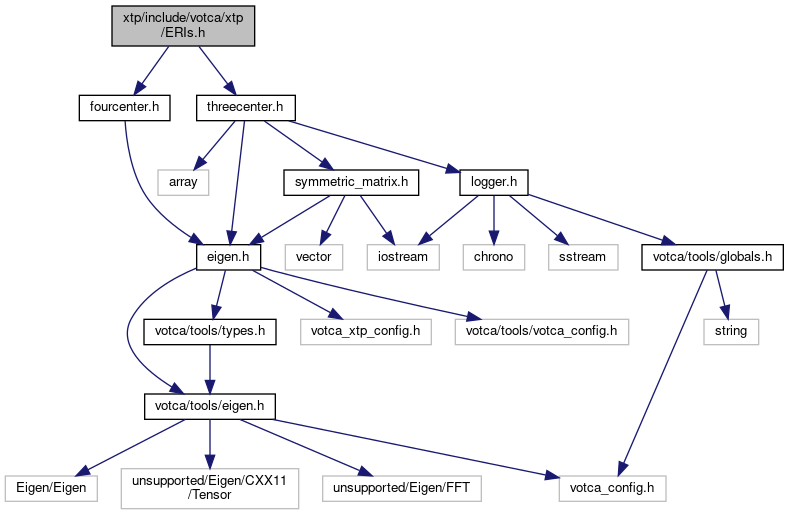 xtp/include/votca/xtp
/ERIs.h
fourcenter.h
threecenter.h
array
symmetric_matrix.h
logger.h
eigen.h
vector
iostream
chrono
sstream
votca/tools/globals.h
votca/tools/types.h
votca_xtp_config.h
votca/tools/votca_config.h
string
votca/tools/eigen.h
Eigen/Eigen
unsupported/Eigen/CXX11
/Tensor
unsupported/Eigen/FFT
votca_config.h